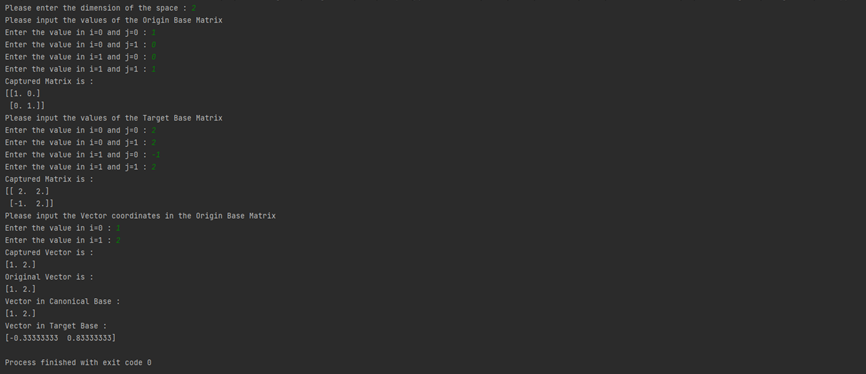 Please enter the dimension of the space : 2
Please input the values of the Origin Base Matrix
Enter the value in i=0 and j=0 : 1
Enter the value in i=0 and j=1 : 0
Enter the value in i=1 and j=0 : 0
Enter the value in i=1 and j=1 : 1
Captured Matrix is :
[[1. 0.]
 [0. 1.]]
Please input the values of the Target Base Matrix
Enter the value in i=0 and j=0 : 2
Enter the value in i=0 and j=1 : 2
Enter the value in i=1 and j=0 : -1
Enter the value in i=1 and j=1 : 2
Captured Matrix is :
[[ 2.  2.]
 [-1.  2.]]
Please input the Vector coordinates in the Origin Base Matrix
Enter the value in i=0 : 1
Enter the value in i=1 : 2
Captured Vector is :
[1. 2.]
Original Vector is :
[1. 2.]
Vector in Canonical Base :
[1. 2.]
Vector in Target Base :
[-0.33333333  0.83333333]
Process finished with exit code 0